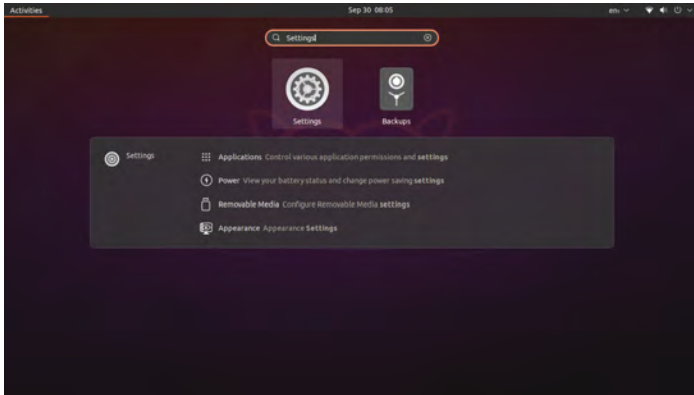 Activities
Sep 30 08:05
en₁
Settings
Settings
Backups
Settings
Applications Control various application permissions and settings
Power View your battery status and change power saving settings
Removable Media Configure Removable Media settings
Appearance Appearance Settings